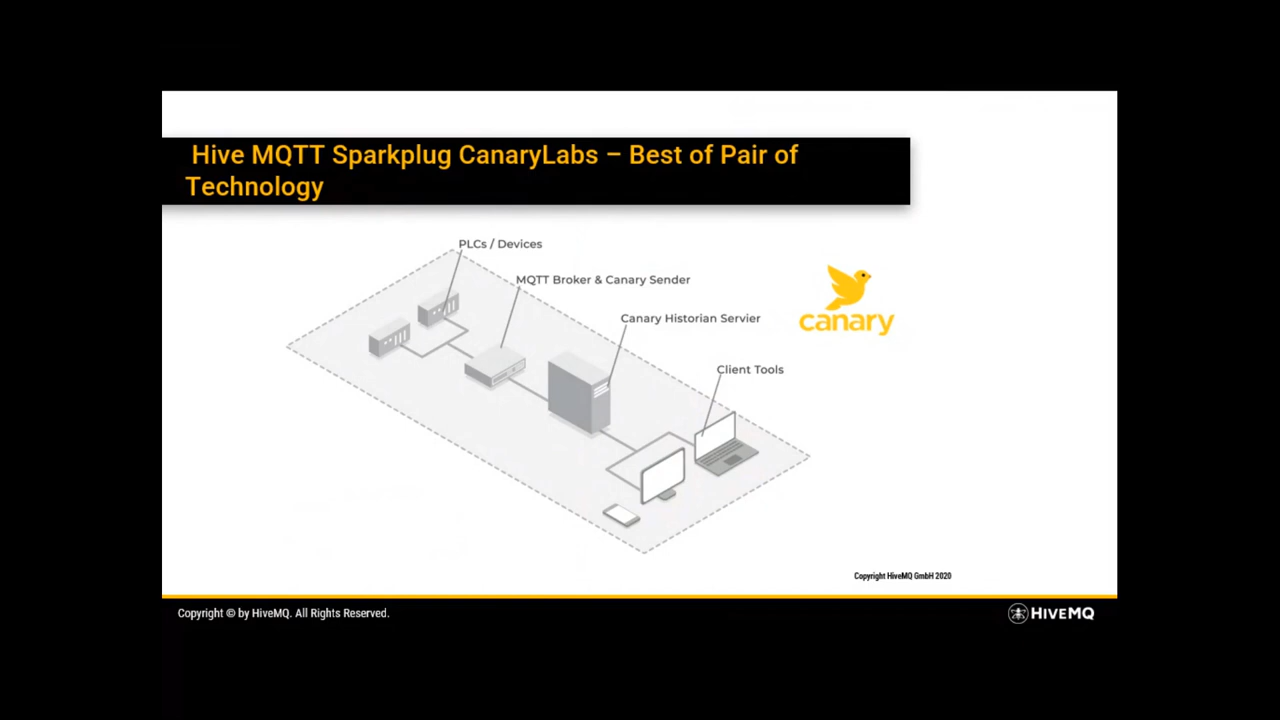 Hive MQTT Sparkplug CanaryLabs – Best of Pair of
Technology
PLCs / Devices
MQTT Broker & Canary Sender
Canary Historian Servier
Client Tools
canary
Copyright HiveMQ GmbH 2020
Copyright © by HiveMQ. All Rights Reserved.
HIVEMQ